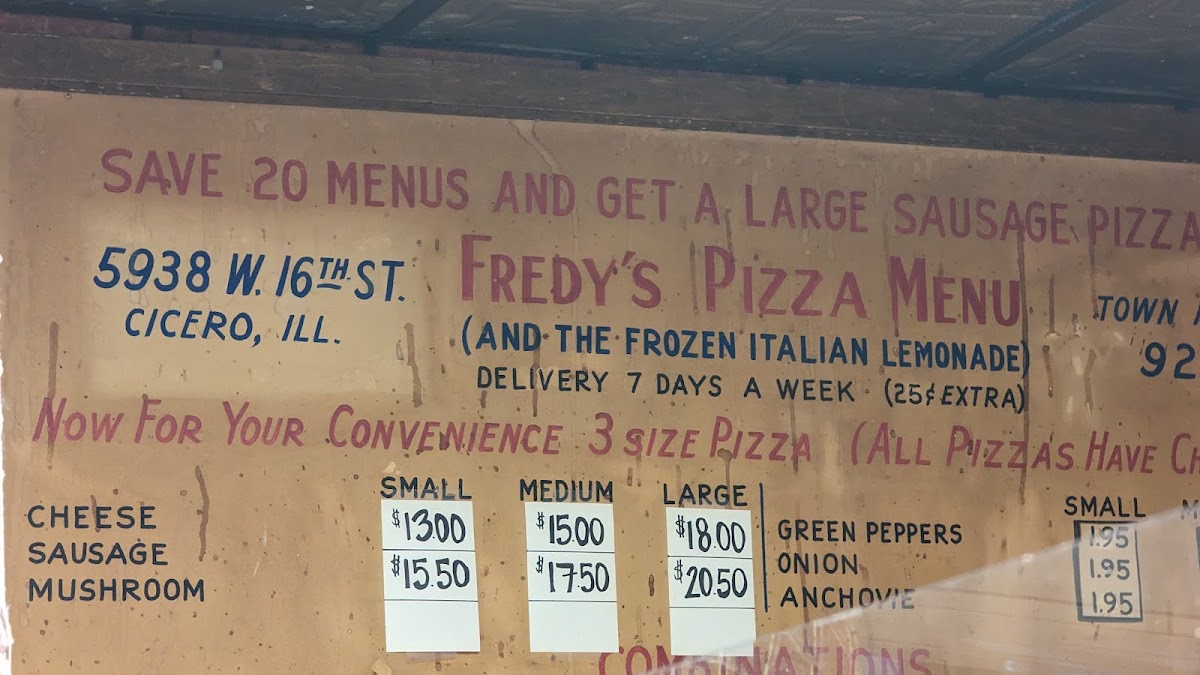 SAVE 20 MENUS AND GET A LARGE SAUSAGE PIZZA
5938 W. 16TH ST.
CICERO, ILL.
FREDY'S PIZZA MENU
(AND THE FROZEN ITALIAN LEMONADE)
DELIVERY 7 DAYS A WEEK (25¢ EXTRA)
TOWN
92
NOW FOR YOUR CONVENIENCE 3 SIZE PIZZA (ALL PIZZAS HAVE CH
SMALL MEDIUM LARGE
CHEESE $13.00 $15.00 $18.00
SAUSAGE $15.50 $17.50 $20.50
MUSHROOM
SMALL M
GREEN PEPPERS 1.95
ONION 1.95
ANCHOVIE 1.95
COMBINATIONS